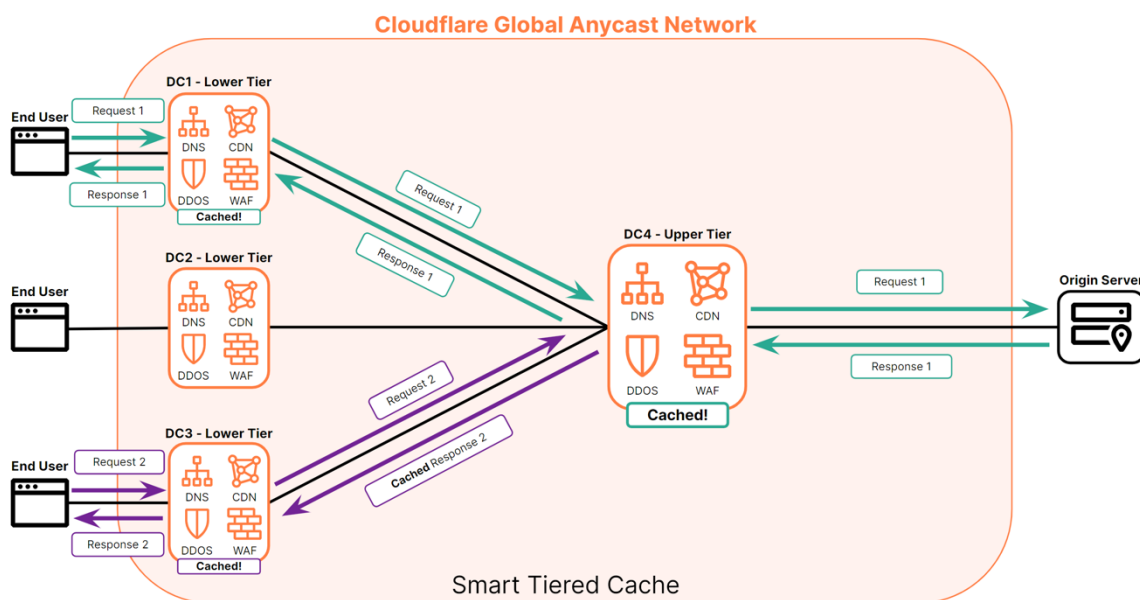 Cloudflare Global Anycast Network
DC1 - Lower Tier
End User
Request 1
DNS
CDN
DDOS
WAF
Response 1
Cached!
Request 1
Response 1
DC2 - Lower Tier
End User
DNS
CDN
DDOS
WAF
DC4 - Upper Tier
DNS
CDN
DDOS
WAF
Cached!
Request 1
Origin Server
Response 1
Request 2
Cached Response 2
DC3 - Lower Tier
End User
Request 2
DNS
CDN
DDOS
WAF
Response 2
Cached!
Smart Tiered Cache